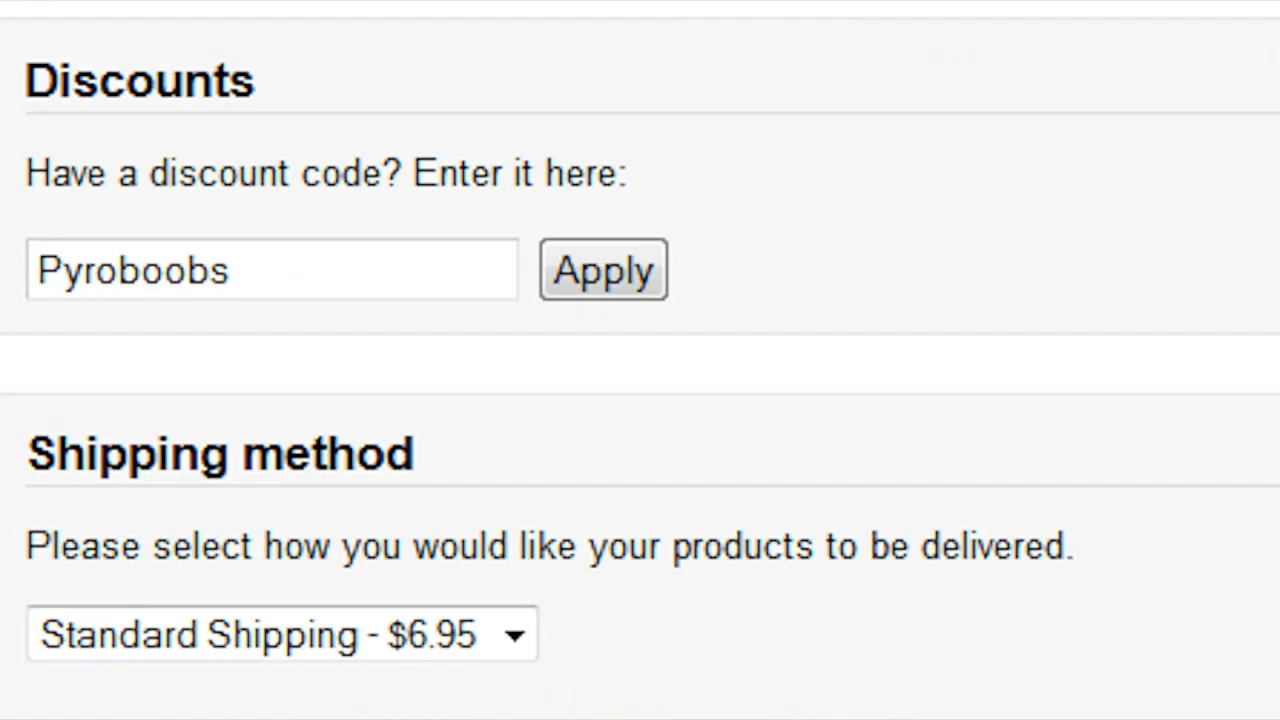 Discounts
Have a discount code? Enter it here:
Pyroboobs Apply
Shipping method
Please select how you would like your products to be delivered.
Standard Shipping - $6.95